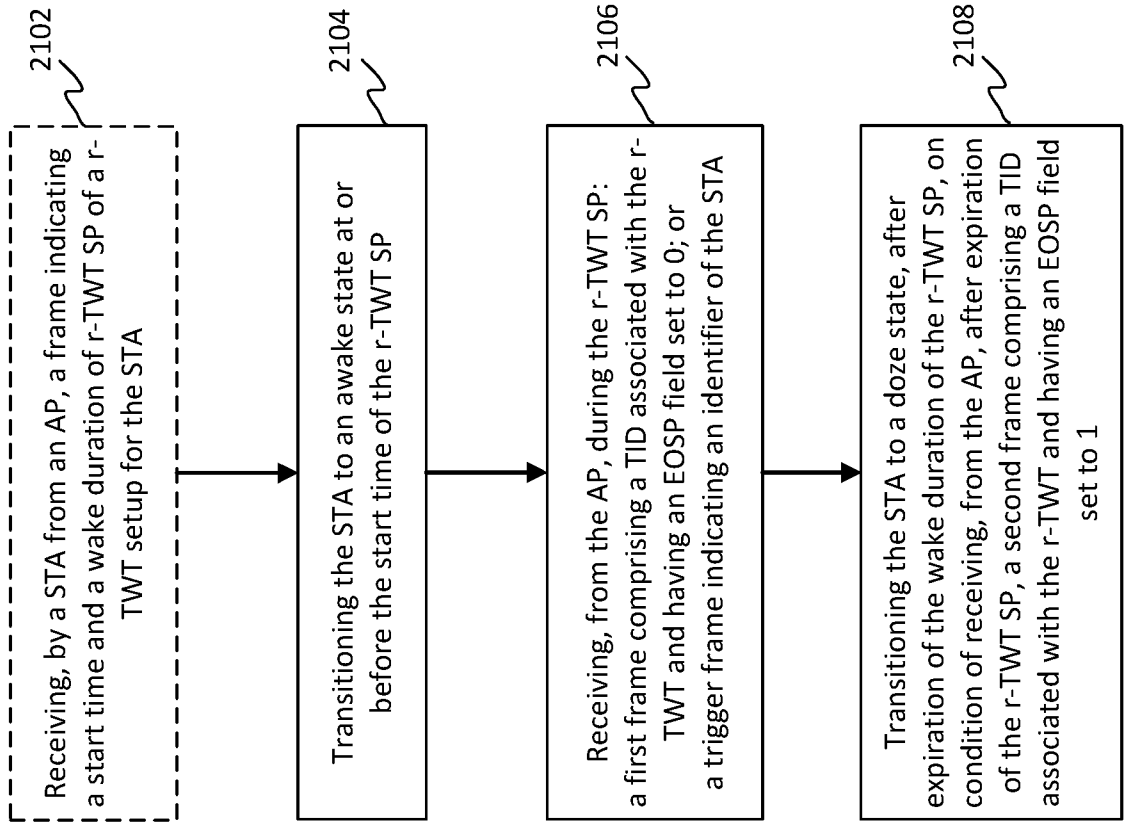 2102
Receiving, by a STA from an AP, a frame indicating
a start time and a wake duration of r-TWT SP of a r-
TWT setup for the STA
2104
Transitioning the STA to an awake state at or
before the start time of the r-TWT SP
2106
Receiving, from the AP, during the r-TWT SP:
a first frame comprising a TID associated with the r-
TWT and having an EOSP field set to 0; or
a trigger frame indicating an identifier of the STA
2108
Transitioning the STA to a doze state, after
expiration of the wake duration of the r-TWT SP, on
condition of receiving, from the AP, after expiration
of the r-TWT SP, a second frame comprising a TID
associated with the r-TWT and having an EOSP field
set to 1